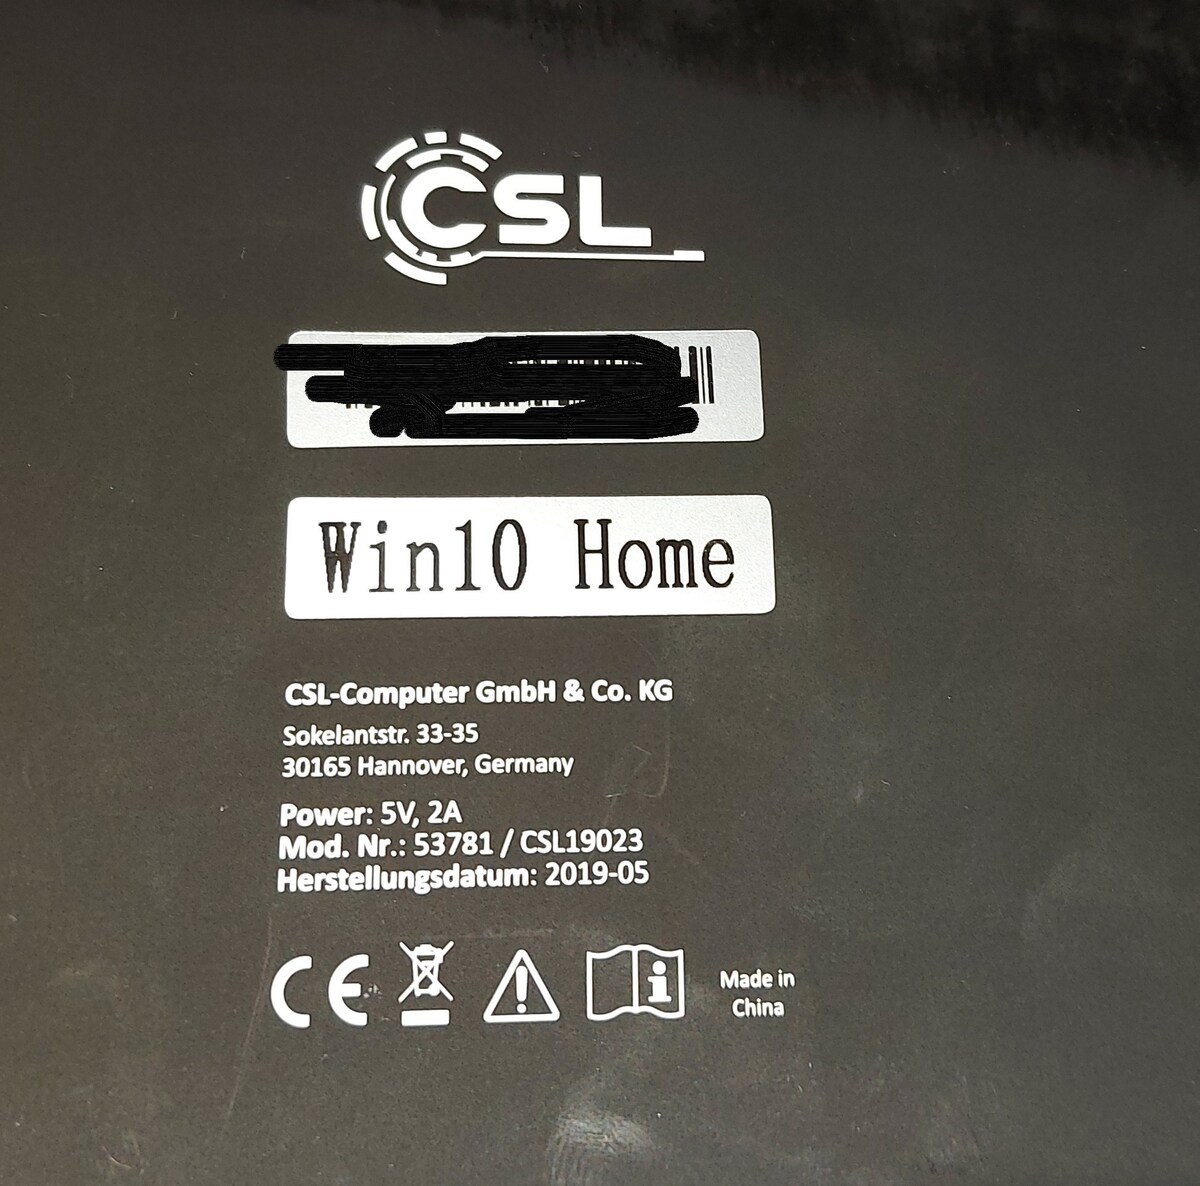 CSL
Win10 Home
CSL-Computer GmbH & Co. KG
Sokelantstr. 33-35
30165 Hannover, Germany
Power: 5V, 2A
Mod. Nr.: 53781 / CSL19023
Herstellungsdatum: 2019-05
CE
Made in
China